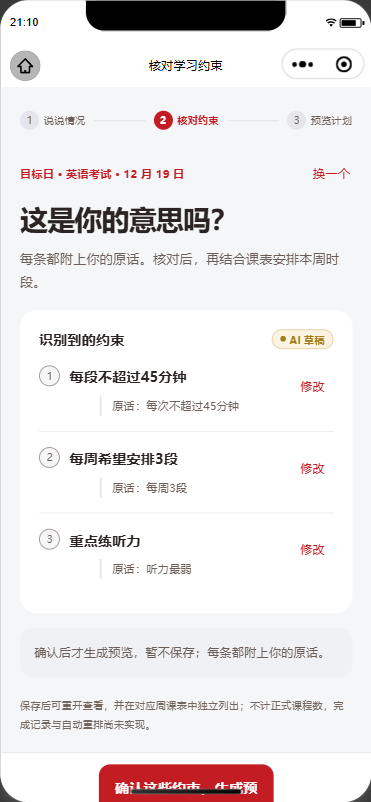 21:10
核对学习约束
1 说说情况 2 核对约束 3 预览计划
目标日·英语考试·12 月 19 日 换一个
这是你的意思吗？
每条都附上你的原话。核对后，再结合课表安排本周时
段。
识别到的约束 AI 草稿
1 每段不超过45分钟 修改
原话：每次不超过45分钟
2 每周希望安排3段 修改
原话：每周3段
3 重点练听力 修改
原话：听力最弱
确认后才生成预览，暂不保存；每条都附上你的原话。
保存后可重开查看，并在对应周课表中独立列出；不计正式课程数，完
成记录与自动重排尚未实现。
确认这些约束，生成预